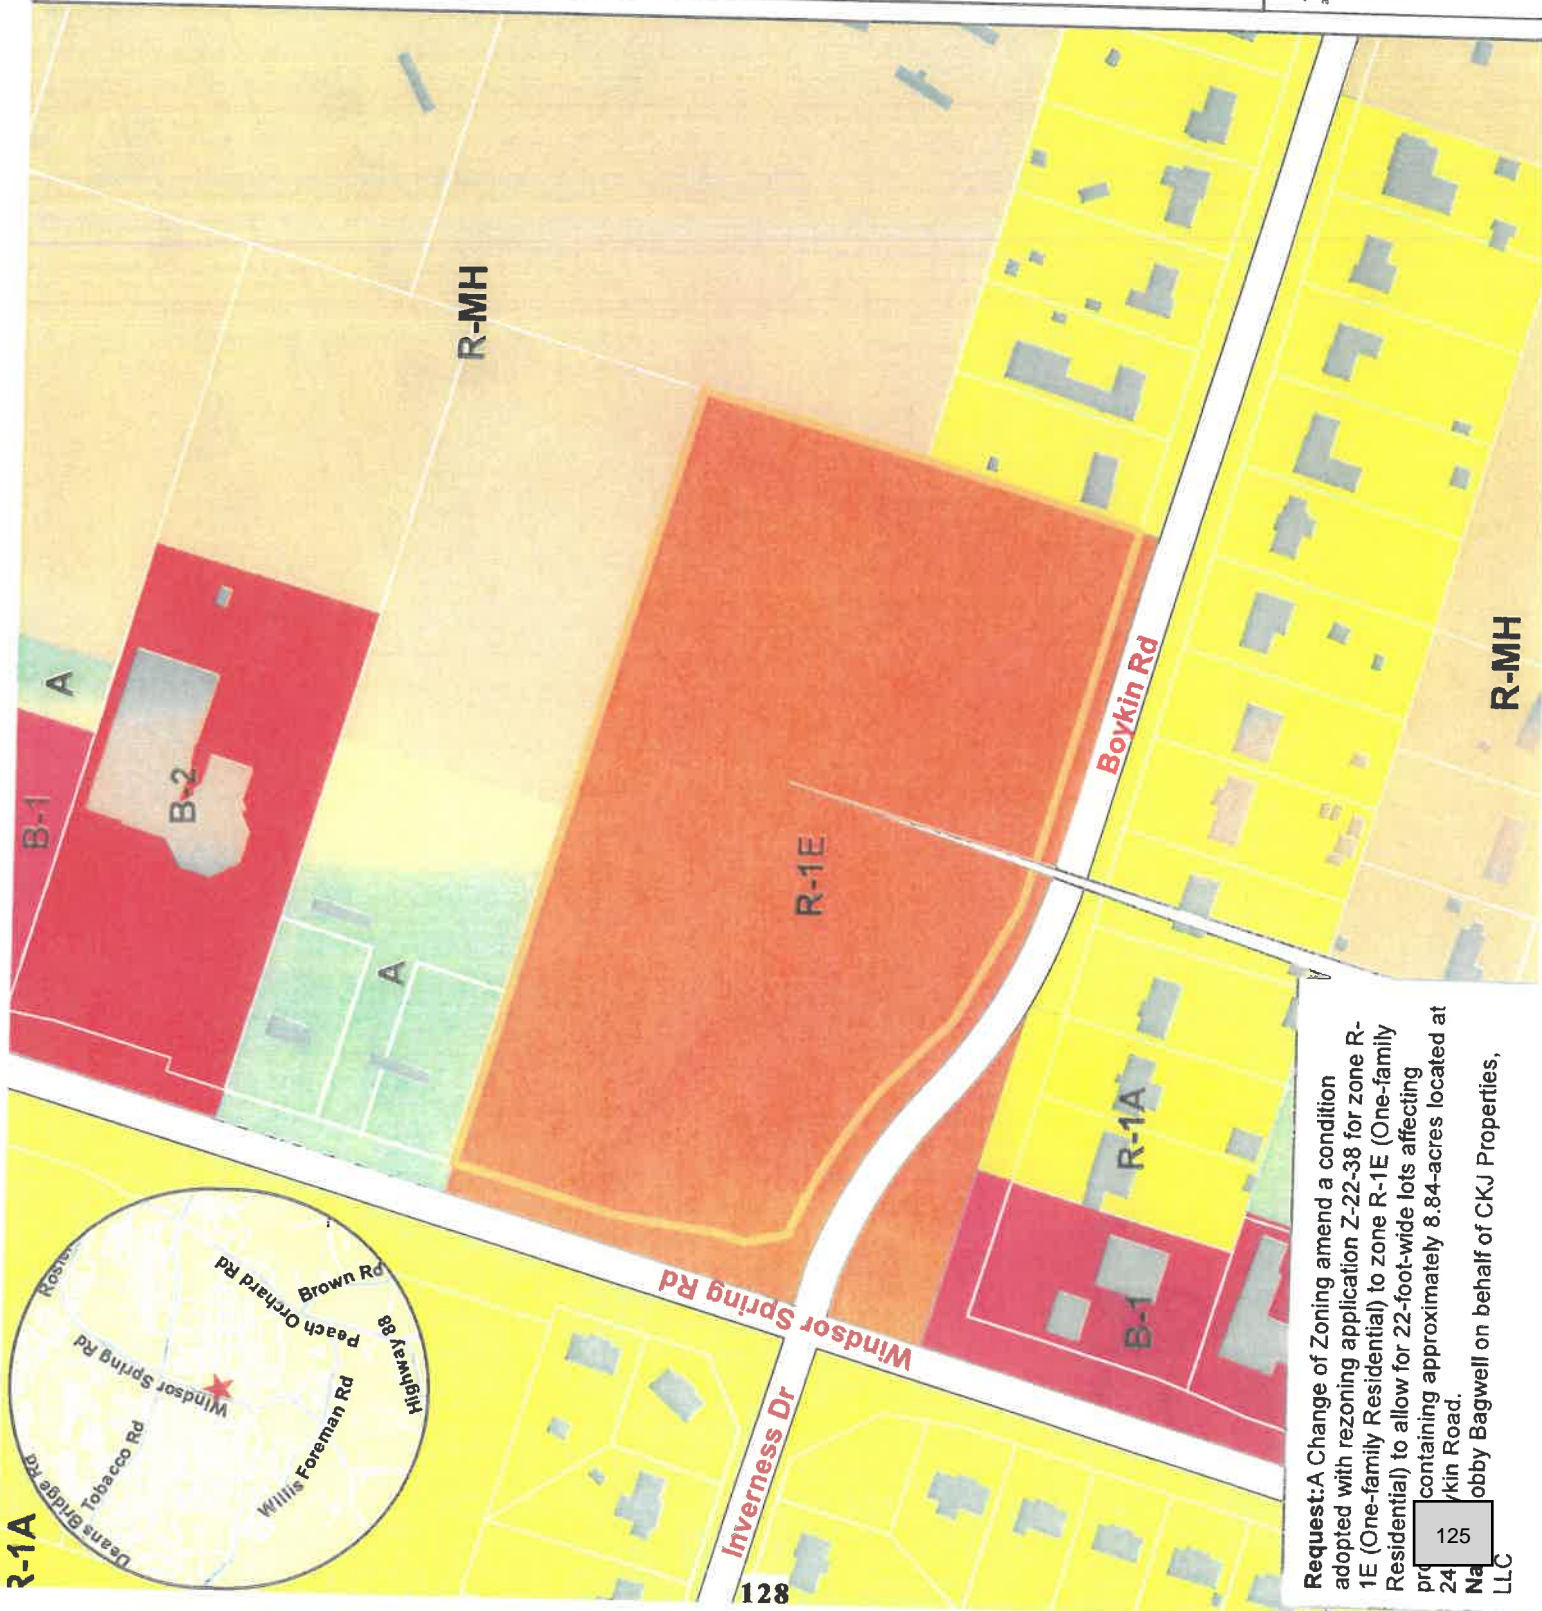 R-1A
Deans Bridge Rd
Tobacco Rd
Windsor Spring Rd
Willis Foreman Rd
Peach Orchard Rd
Brown Rd
Highway 88
B-1
A
B-2
A
R-MH
R-1E
Windsor Spring Rd
Boykin Rd
Inverness Dr
R-1A
B-1
R-MH
Request:A Change of Zoning amend a condition
adopted with rezoning application Z-22-38 for zone R-
1E (One-family Residential) to zone R-1E (One-family
Residential) to allow for 22-foot-wide lots affecting
containing approximately 8.84-acres located at
24 Road.
Bagwell on behalf of CKJ Properties,
LLC
125
128